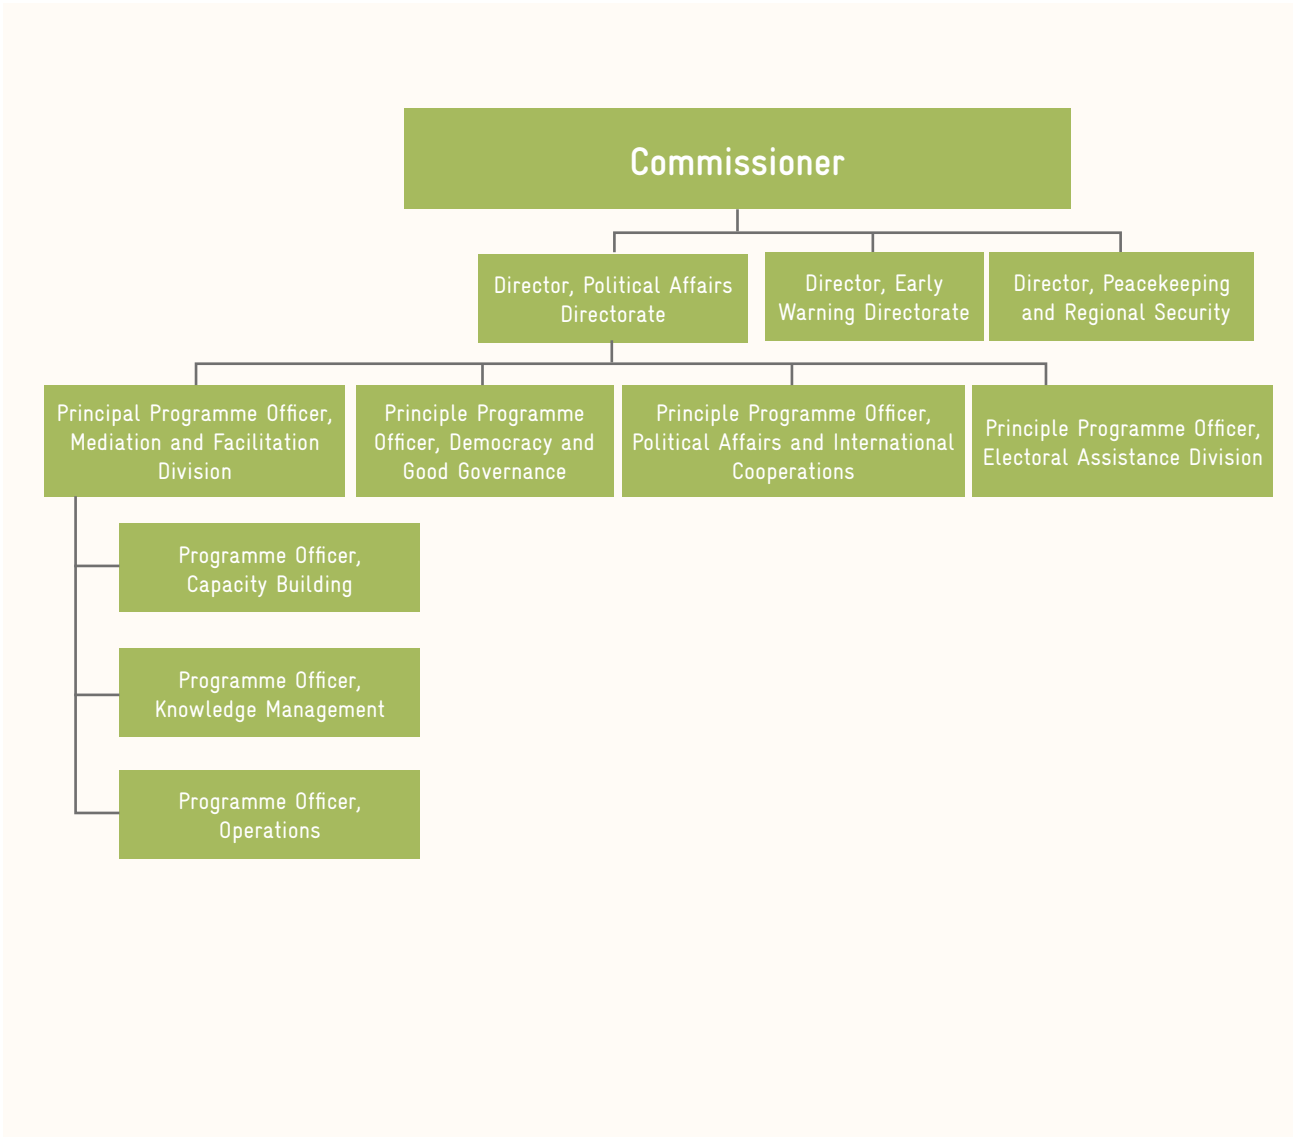 Commissioner
Director, Political Affairs
Directorate
Director, Early
Warning Directorate
Director, Peacekeeping
and Regional Security
Principal Programme Officer,
Mediation and Facilitation
Division
Principle Programme
Officer, Democracy and
Good Governance
Principle Programme Officer,
Political Affairs and International
Cooperations
Principle Programme Officer,
Electoral Assistance Division
Programme Officer,
Capacity Building
Programme Officer,
Knowledge Management
Programme Officer,
Operations